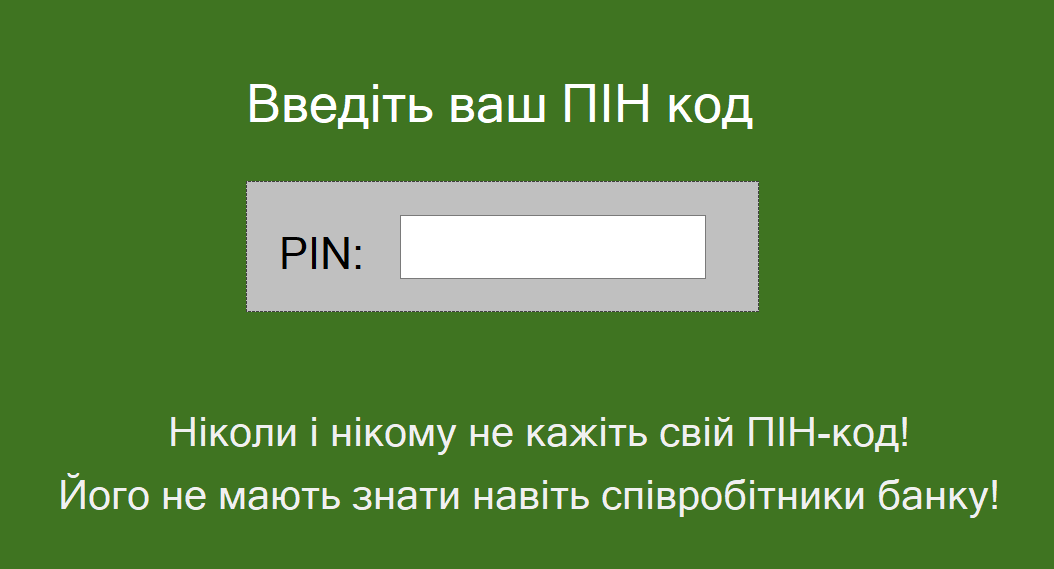 Введіть ваш ПІН код
PIN:
Ніколи і нікому не кажіть свій ПІН-код!
Його не мають знати навіть співробітники банку!